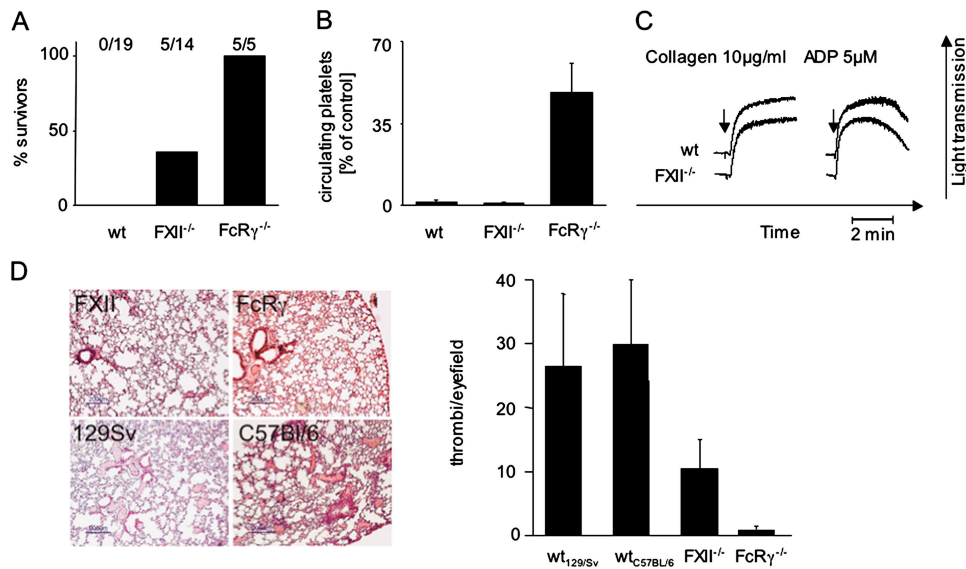 A
0/19 5/14 5/5
100
50
0
% survivors
wt FXII-/- FcRγ-/-
B
70
35
0
circulating platelets
[% of control]
wt FXII-/- FcRγ-/-
C
Collagen 10µg/ml ADP 5µM
wt
FXII-/-
Time
2 min
Light transmission
D
FXII
FcRγ
129Sv
C57Bl/6
40
30
20
10
0
thrombi/eyefield
wt129/Sv wtC57BL/6 FXII-/- FcRγ-/-